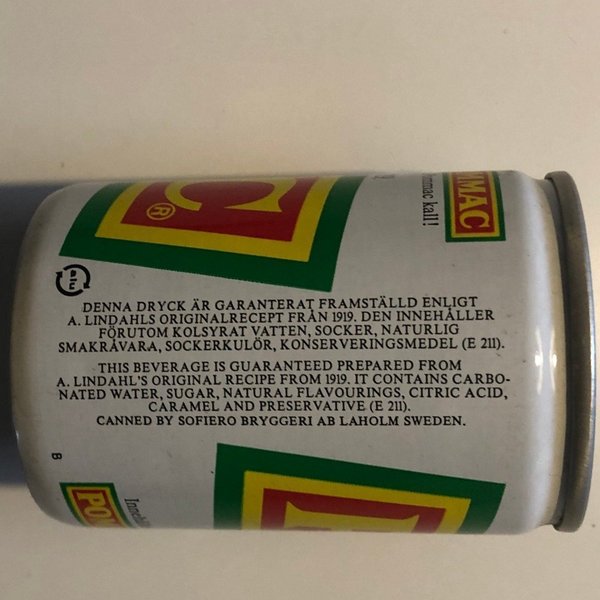 C®
MMAC
mmac kall!
DENNA DRYCK ÄR GARANTERAT FRAMSTÄLLD ENLIGT
A. LINDAHLS ORIGINALRECEPT FRÅN 1919. DEN INNEHÅLLER
FÖRUTOM KOLSYRAT VATTEN, SOCKER, NATURLIG
SMAKRÅVARA, SOCKERKULÖR, KONSERVERINGSMEDEL (E 211).
THIS BEVERAGE IS GUARANTEED PREPARED FROM
A. LINDAHL'S ORIGINAL RECIPE FROM 1919. IT CONTAINS CARBO-
NATED WATER, SUGAR, NATURAL FLAVOURINGS, CITRIC ACID,
CARAMEL AND PRESERVATIVE (E 211).
CANNED BY SOFIERO BRYGGERI AB LAHOLM SWEDEN.
B
PO